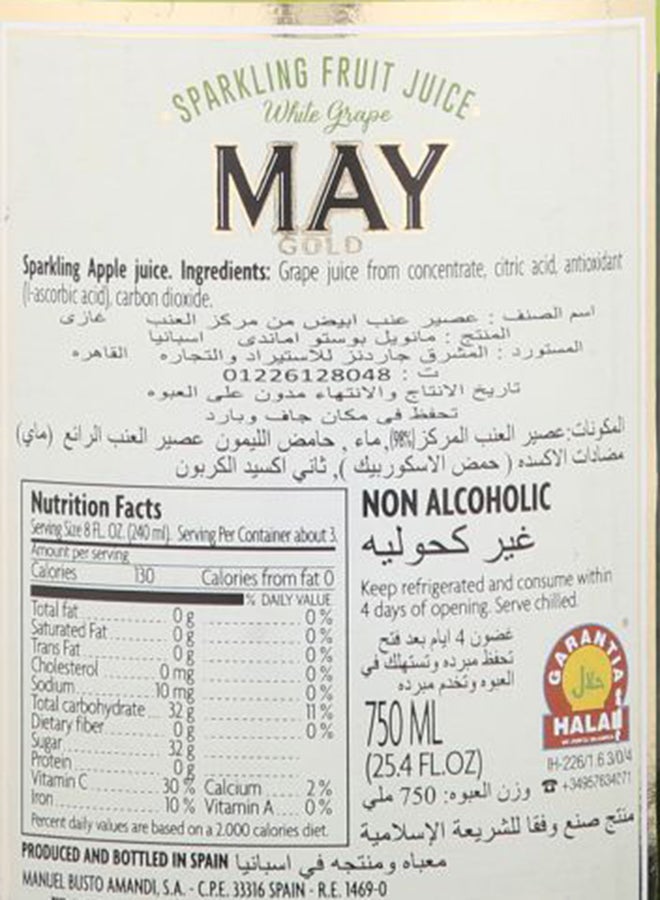 SPARKLING FRUIT JUICE
White Grape
MAY
GOLD
Sparkling Apple juice. Ingredients: Grape juice from concentrate, citric acid, antioxidant
(l-ascorbic acid), carbon dioxide.
اسم الصنف : عصير عنب ابيض من مركز العنب غازى
المنتج : مانويل بوستو اماندى اسبانيا
المستورد : المشرق جاردنز للاستيراد والتجاره القاهره
ت : 01226128048
تاريخ الانتاج والانتهاء مدون على العبوه
تحفظ فى مكان جاف وبارد
المكونات:عصير العنب المركز (98%), ماء , حامض الليمون عصير العنب الرائع (ماي)
مضادات الاكسده ( حمض الاسكوربيك ), ثاني اكسيد الكربون
Nutrition Facts
Serving Size 8 FL. OZ. (240 ml). Serving Per Container about 3.
Amount per serving
Calories 130 Calories from fat 0
% DAILY VALUE
Total fat 0 g 0 %
Saturated Fat 0 g 0 %
Trans Fat 0 g 0 %
Cholesterol 0 mg 0 %
Sodium 10 mg 0 %
Total carbohydrate 32 g 11 %
Dietary fiber 0 g 0 %
Sugar 32 g
Protein 0 g
Vitamin C 30 % Calcium 2 %
Iron 10 % Vitamin A 0 %
Percent daily values are based on a 2.000 calories diet.
NON ALCOHOLIC
غير كحوليه
Keep refrigerated and consume within
4 days of opening. Serve chilled.
غضون 4 ايام بعد فتح
تحفظ مبرده وتستهلك في
العبوه وتخدم مبرده
750 ML
(25.4 FL.OZ)
وزن العبوه: 750 ملي
GARANTIA
حلال
HALAL
®
IH-226/1.6.3/0/4
☎ +34957634071
منتج صنع وفقا للشريعة الإسلامية
PRODUCED AND BOTTLED IN SPAIN معباه ومنتجه في اسبانيا
MANUEL BUSTO AMANDI, S.A. - C.P.E. 33316 SPAIN - R.E. 1469-0